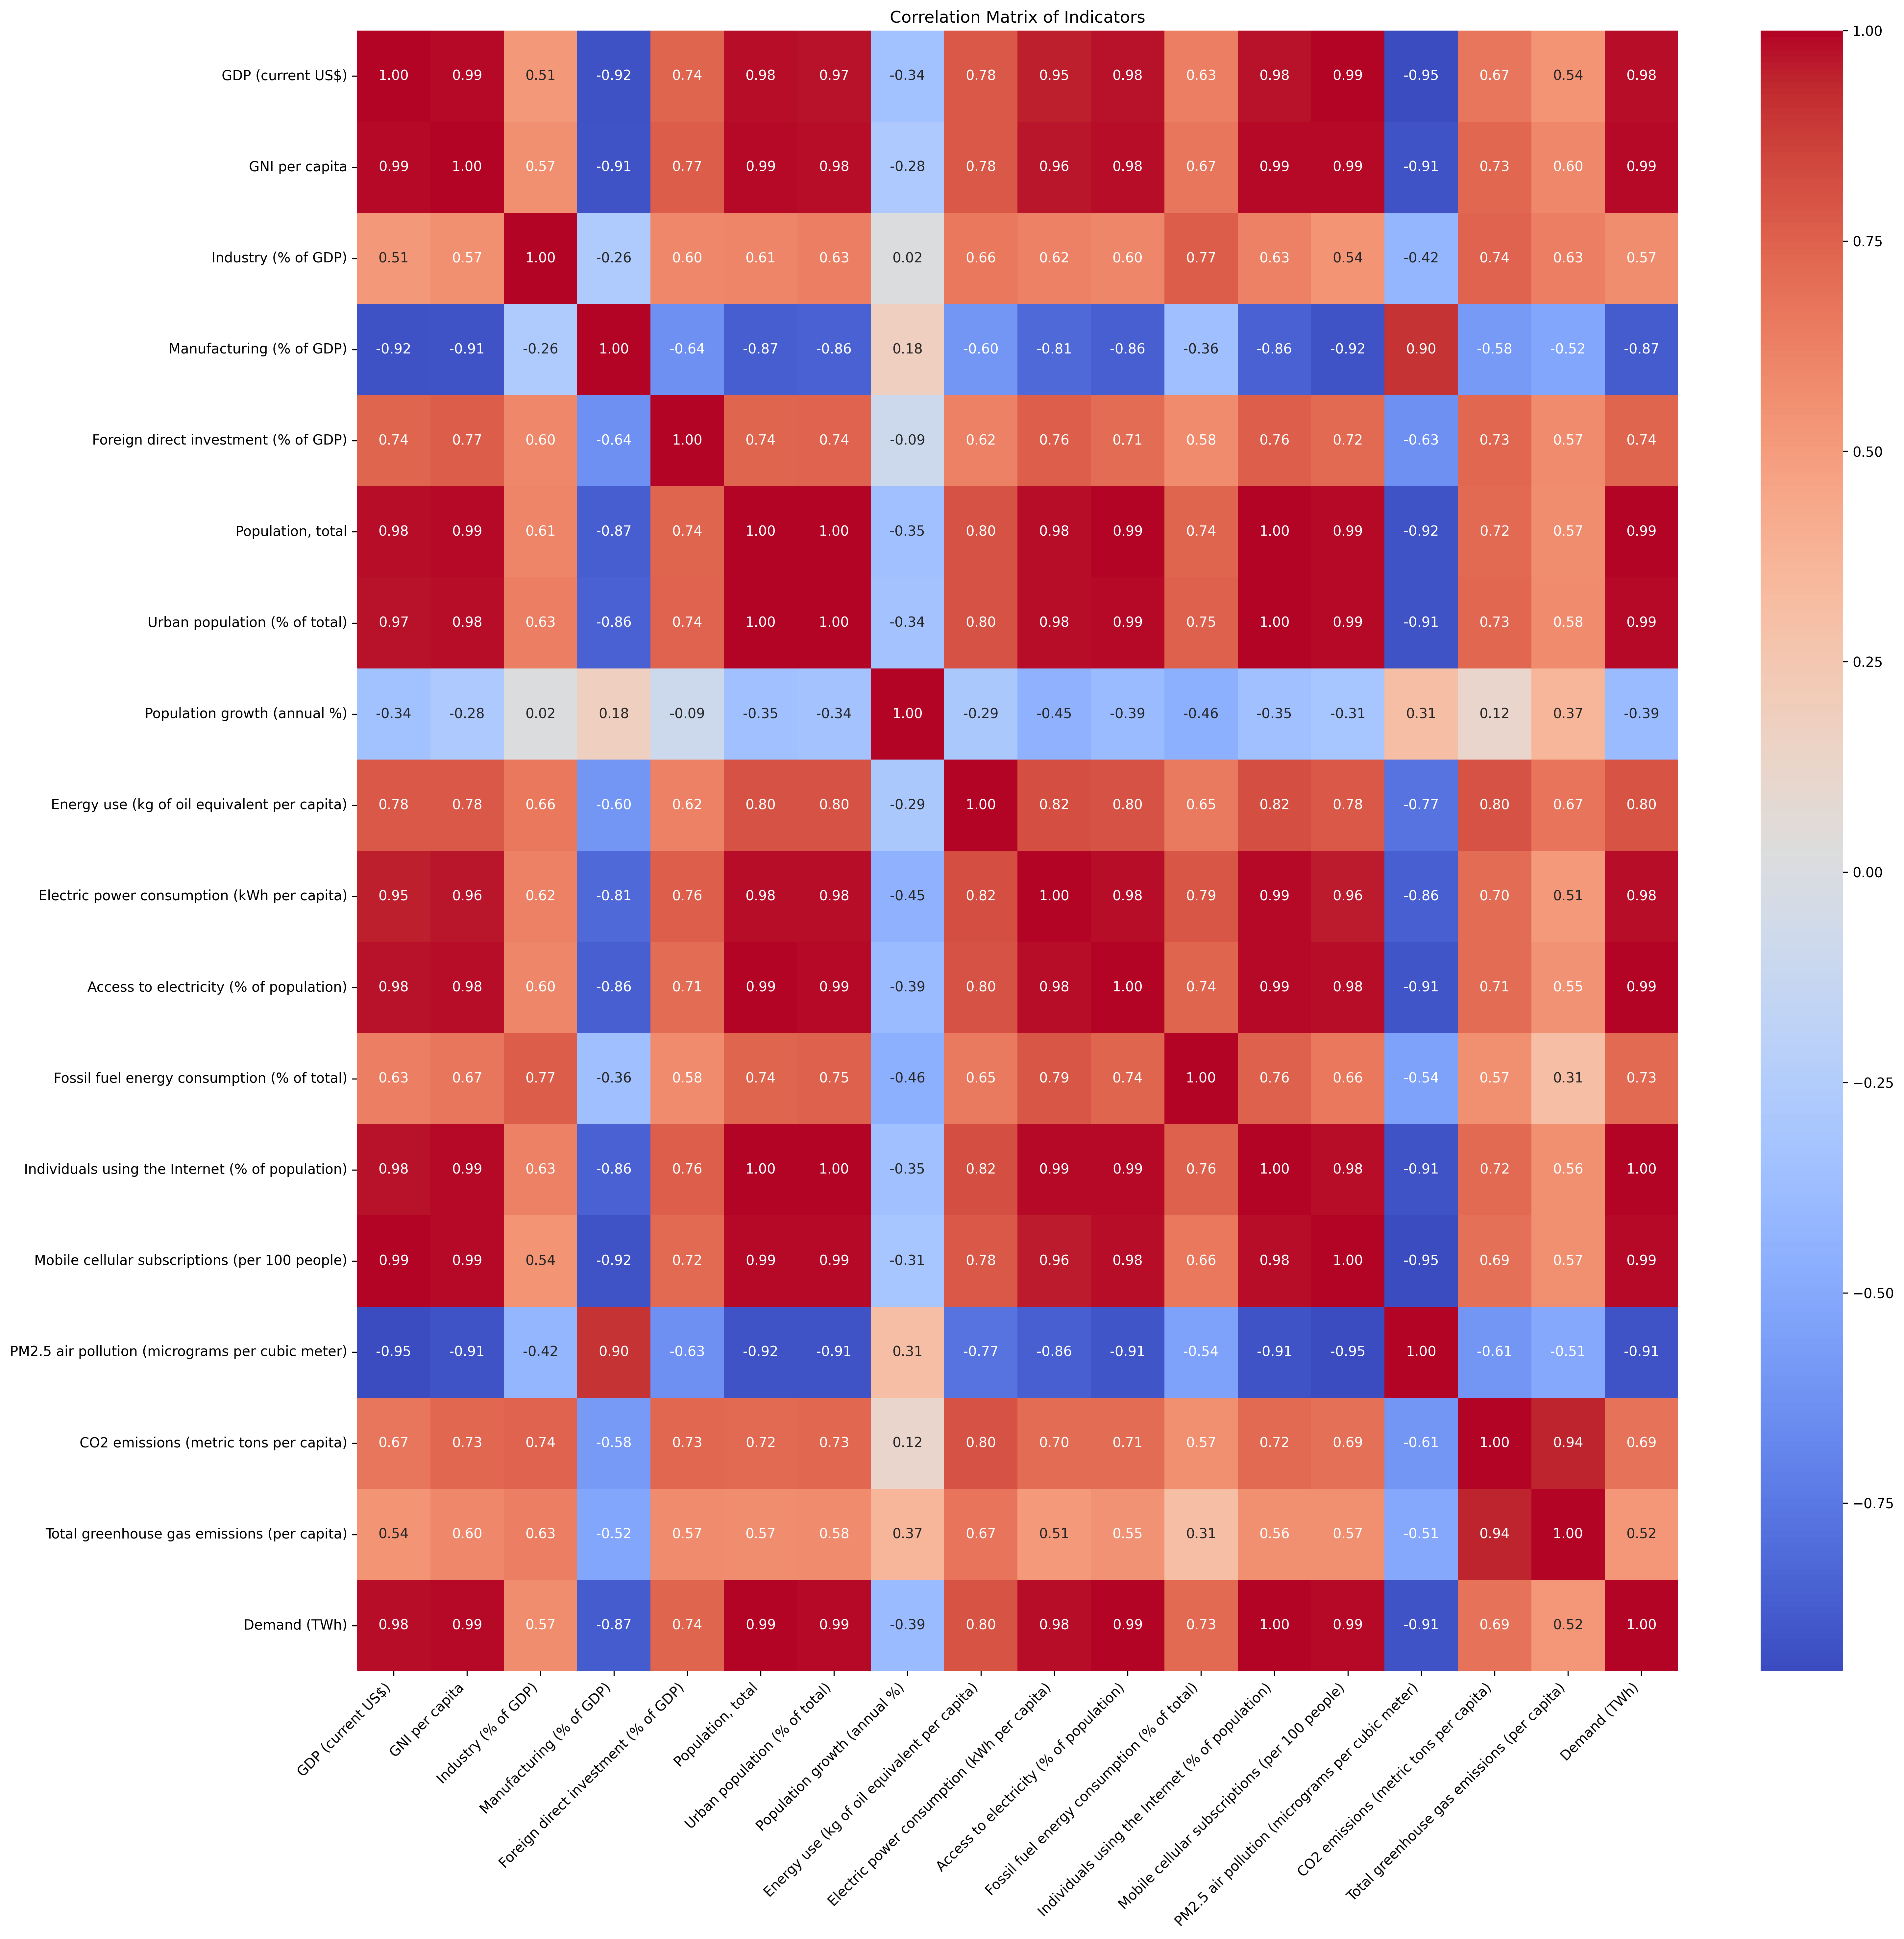 Correlation Matrix of Indicators
GDP (current US$) 1.00 0.99 0.51 -0.92 0.74 0.98 0.97 -0.34 0.78 0.95 0.98 0.63 0.98 0.99 -0.95 0.67 0.54 0.98
GNI per capita 0.99 1.00 0.57 -0.91 0.77 0.99 0.98 -0.28 0.78 0.96 0.98 0.67 0.99 0.99 -0.91 0.73 0.60 0.99
Industry (% of GDP) 0.51 0.57 1.00 -0.26 0.60 0.61 0.63 0.02 0.66 0.62 0.60 0.77 0.63 0.54 -0.42 0.74 0.63 0.57
Manufacturing (% of GDP) -0.92 -0.91 -0.26 1.00 -0.64 -0.87 -0.86 0.18 -0.60 -0.81 -0.86 -0.36 -0.86 -0.92 0.90 -0.58 -0.52 -0.87
Foreign direct investment (% of GDP) 0.74 0.77 0.60 -0.64 1.00 0.74 0.74 -0.09 0.62 0.76 0.71 0.58 0.76 0.72 -0.63 0.73 0.57 0.74
Population, total 0.98 0.99 0.61 -0.87 0.74 1.00 1.00 -0.35 0.80 0.98 0.99 0.74 1.00 0.99 -0.92 0.72 0.57 0.99
Urban population (% of total) 0.97 0.98 0.63 -0.86 0.74 1.00 1.00 -0.34 0.80 0.98 0.99 0.75 1.00 0.99 -0.91 0.73 0.58 0.99
Population growth (annual %) -0.34 -0.28 0.02 0.18 -0.09 -0.35 -0.34 1.00 -0.29 -0.45 -0.39 -0.46 -0.35 -0.31 0.31 0.12 0.37 -0.39
Energy use (kg of oil equivalent per capita) 0.78 0.78 0.66 -0.60 0.62 0.80 0.80 -0.29 1.00 0.82 0.80 0.65 0.82 0.78 -0.77 0.80 0.67 0.80
Electric power consumption (kWh per capita) 0.95 0.96 0.62 -0.81 0.76 0.98 0.98 -0.45 0.82 1.00 0.98 0.79 0.99 0.96 -0.86 0.70 0.51 0.98
Access to electricity (% of population) 0.98 0.98 0.60 -0.86 0.71 0.99 0.99 -0.39 0.80 0.98 1.00 0.74 0.99 0.98 -0.91 0.71 0.55 0.99
Fossil fuel energy consumption (% of total) 0.63 0.67 0.77 -0.36 0.58 0.74 0.75 -0.46 0.65 0.79 0.74 1.00 0.76 0.66 -0.54 0.57 0.31 0.73
Individuals using the Internet (% of population) 0.98 0.99 0.63 -0.86 0.76 1.00 1.00 -0.35 0.82 0.99 0.99 0.76 1.00 0.98 -0.91 0.72 0.56 1.00
Mobile cellular subscriptions (per 100 people) 0.99 0.99 0.54 -0.92 0.72 0.99 0.99 -0.31 0.78 0.96 0.98 0.66 0.98 1.00 -0.95 0.69 0.57 0.99
PM2.5 air pollution (micrograms per cubic meter) -0.95 -0.91 -0.42 0.90 -0.63 -0.92 -0.91 0.31 -0.77 -0.86 -0.91 -0.54 -0.91 -0.95 1.00 -0.61 -0.51 -0.91
CO2 emissions (metric tons per capita) 0.67 0.73 0.74 -0.58 0.73 0.72 0.73 0.12 0.80 0.70 0.71 0.57 0.72 0.69 -0.61 1.00 0.94 0.69
Total greenhouse gas emissions (per capita) 0.54 0.60 0.63 -0.52 0.57 0.57 0.58 0.37 0.67 0.51 0.55 0.31 0.56 0.57 -0.51 0.94 1.00 0.52
Demand (TWh) 0.98 0.99 0.57 -0.87 0.74 0.99 0.99 -0.39 0.80 0.98 0.99 0.73 1.00 0.99 -0.91 0.69 0.52 1.00
GDP (current US$)
GNI per capita
Industry (% of GDP)
Manufacturing (% of GDP)
Foreign direct investment (% of GDP)
Population, total
Urban population (% of total)
Population growth (annual %)
Energy use (kg of oil equivalent per capita)
Electric power consumption (kWh per capita)
Access to electricity (% of population)
Fossil fuel energy consumption (% of total)
Individuals using the Internet (% of population)
Mobile cellular subscriptions (per 100 people)
PM2.5 air pollution (micrograms per cubic meter)
CO2 emissions (metric tons per capita)
Total greenhouse gas emissions (per capita)
Demand (TWh)
1.00
0.75
0.50
0.25
0.00
−0.25
−0.50
−0.75